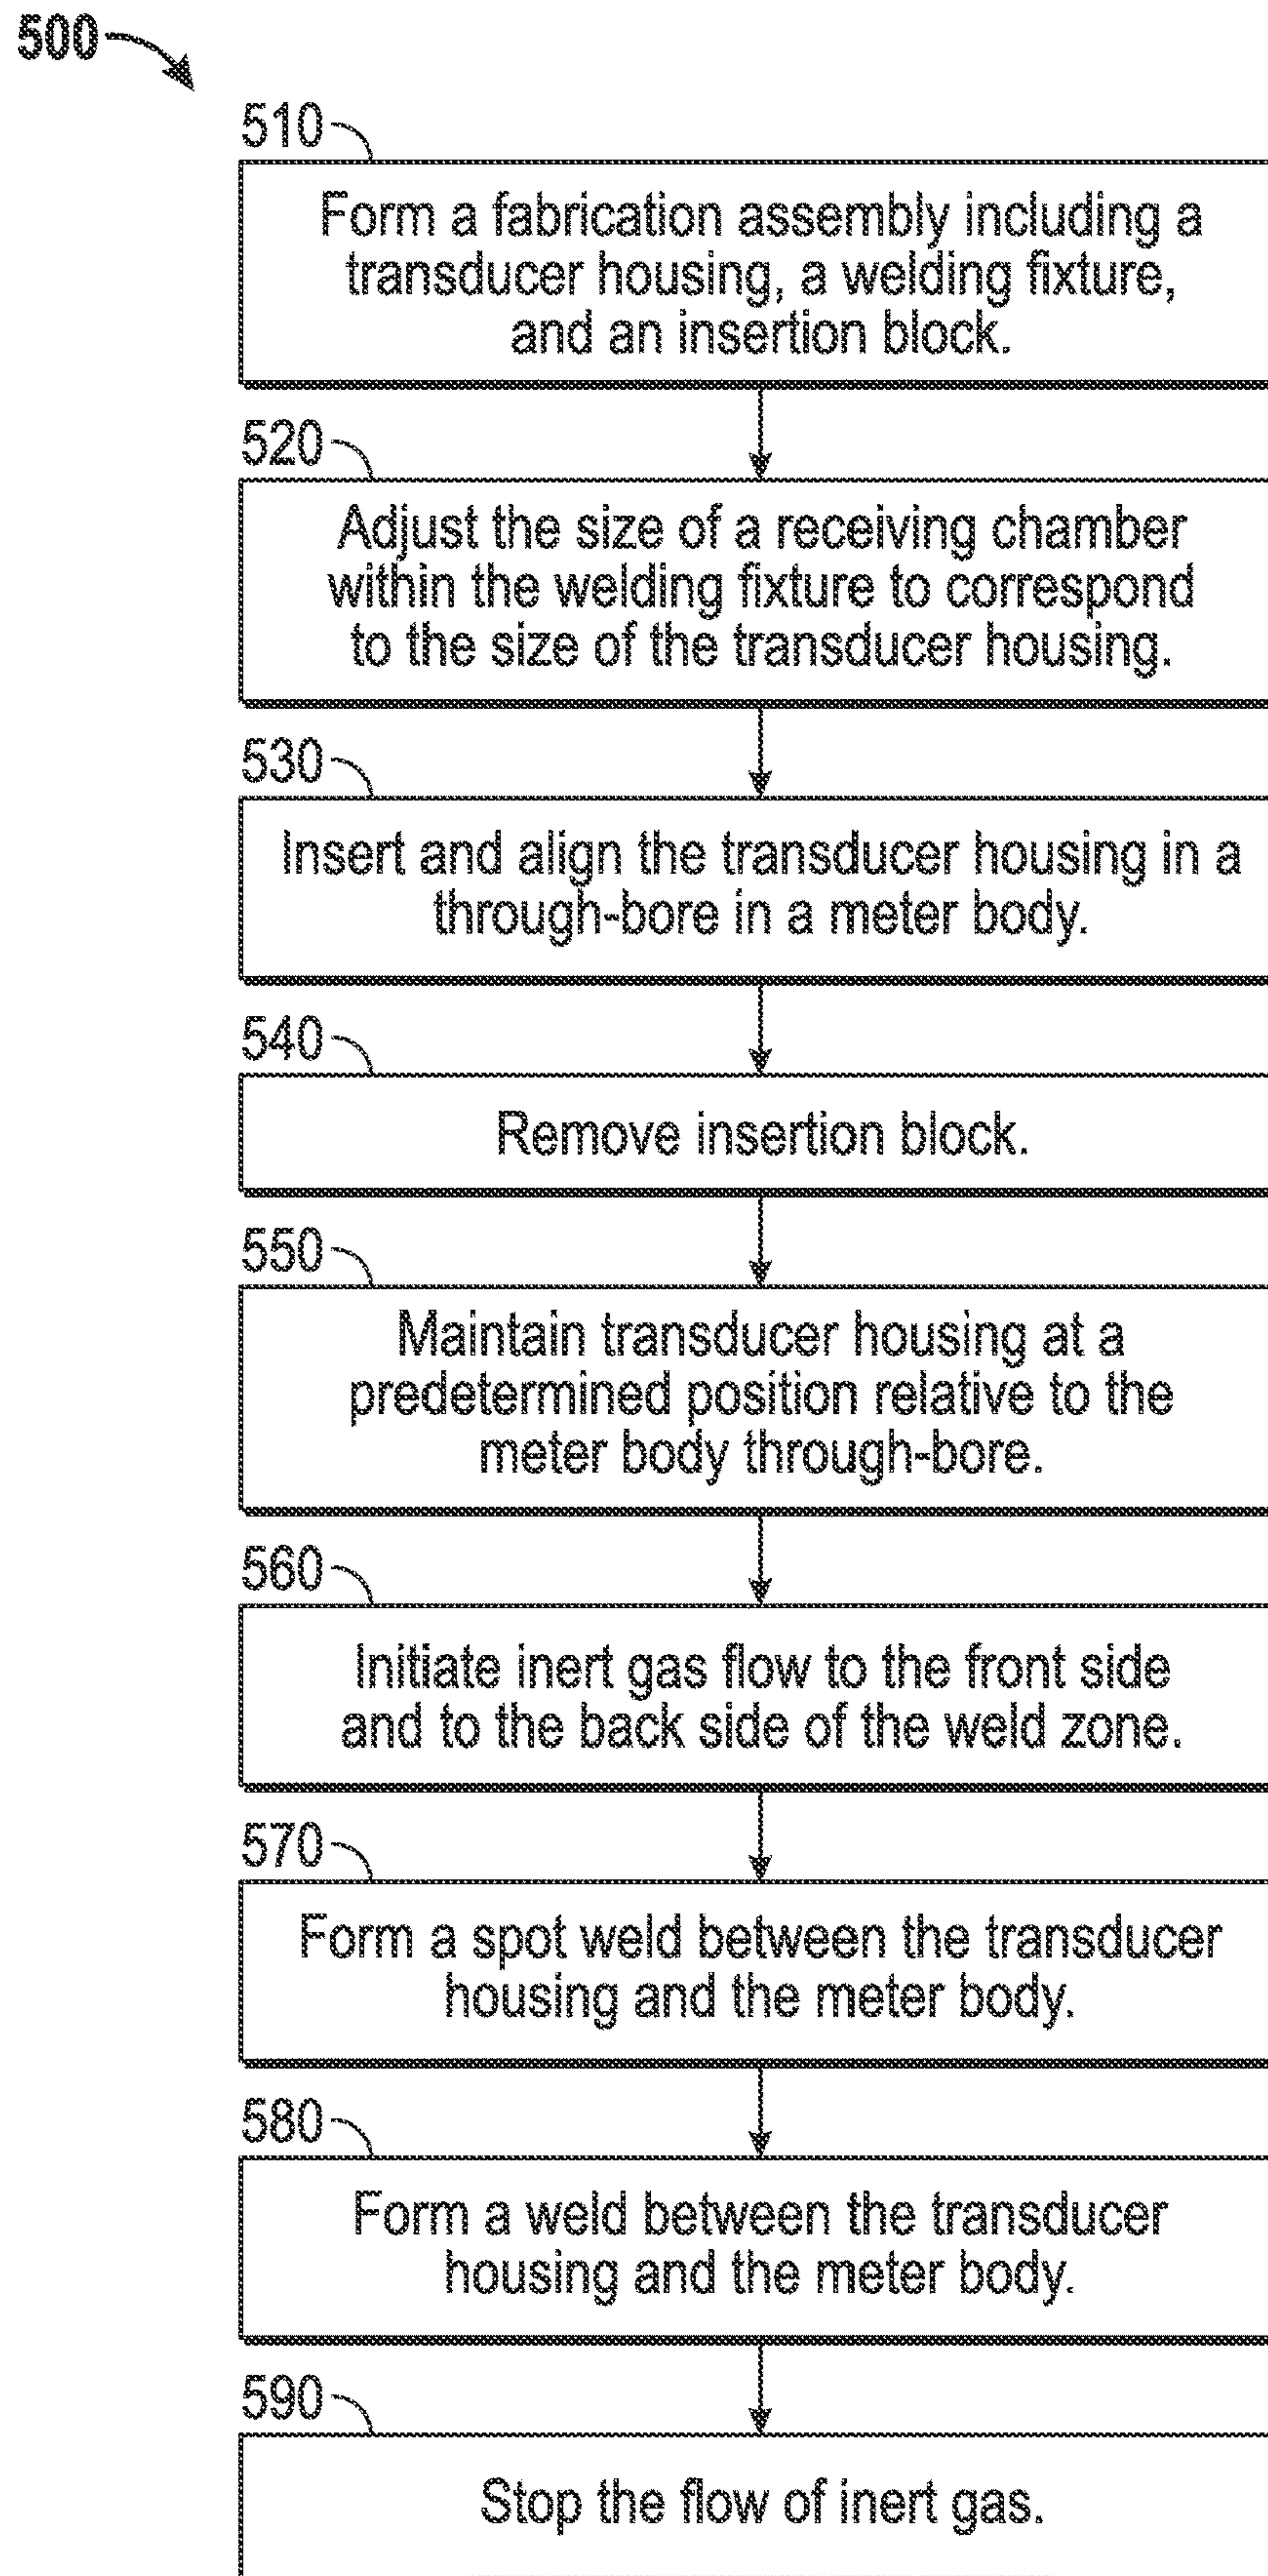 500
510
Form a fabrication assembly including a
transducer housing, a welding fixture,
and an insertion block.
520
Adjust the size of a receiving chamber
within the welding fixture to correspond
to the size of the transducer housing.
530
Insert and align the transducer housing in a
through-bore in a meter body.
540
Remove insertion block.
550
Maintain transducer housing at a
predetermined position relative to the
meter body through-bore.
560
Initiate inert gas flow to the front side
and to the back side of the weld zone.
570
Form a spot weld between the transducer
housing and the meter body.
580
Form a weld between the transducer
housing and the meter body.
590
Stop the flow of inert gas.